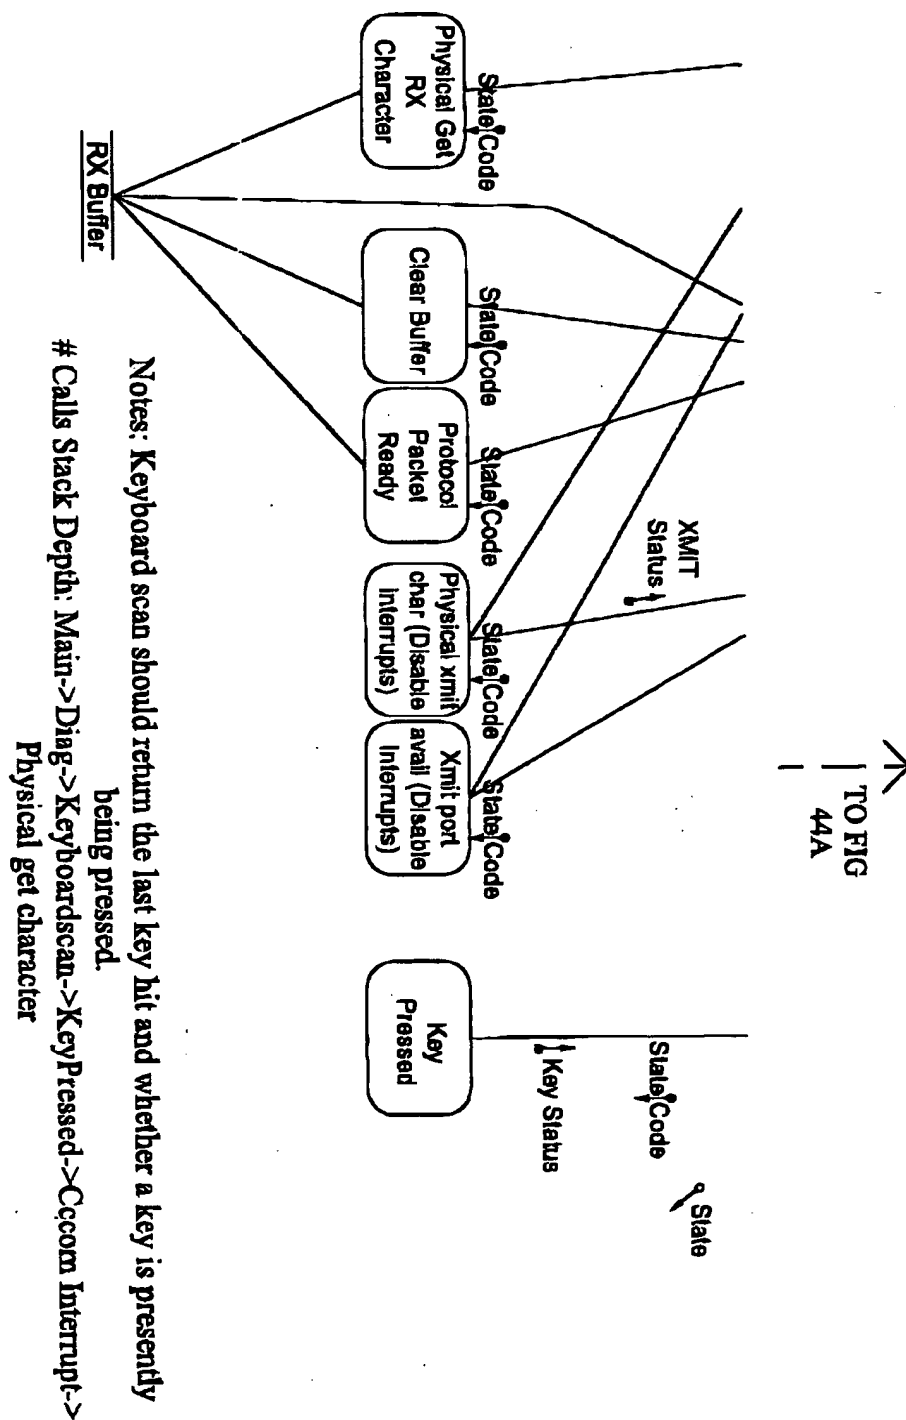 TO FIG
44A
State
State Code
Key Status
XMIT
Status
State Code
State Code
State Code
State Code
State Code
Physical Get
RX
Character
Clear Buffer
Protocol
Packet
Ready
Physical xmit
char (Disable
interrupts)
Xmit port
avail (Disable
Interrupts)
Key
Pressed
RX Buffer
Notes: Keyboard scan should return the last key hit and whether a key is presently
being pressed.
# Calls Stack Depth: Main->Diag->Keyboardscan->KeyPressed->Cccom Interrupt->
Physical get character